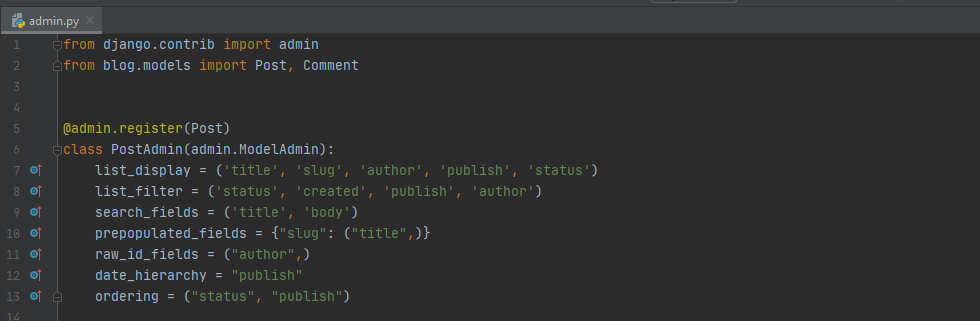 admin.py
1 from django.contrib import admin
2 from blog.models import Post, Comment
3
4
5 @admin.register(Post)
6 class PostAdmin(admin.ModelAdmin):
7     list_display = ('title', 'slug', 'author', 'publish', 'status')
8     list_filter = ('status', 'created', 'publish', 'author')
9     search_fields = ('title', 'body')
10     prepopulated_fields = {"slug": ("title",)}
11     raw_id_fields = ("author",)
12     date_hierarchy = "publish"
13     ordering = ("status", "publish")
14